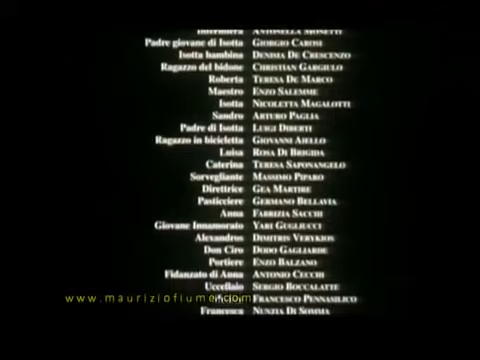 Infermiera ANTONELLA MONETTI
Padre giovane di Isotta GIORGIO CAROSI
Isotta bambina DENISIA DE CRESCENZO
Ragazzo del bidone CHRISTIAN GARGIULO
Roberta TERESA DE MARCO
Maestro ENZO SALEMME
Isotta NICOLETTA MAGALOTTI
Sandro ARTURO PAGLIA
Padre di Isotta LUIGI DIBERTI
Ragazzo in bicicletta GIOVANNI AIELLO
Luisa ROSA DI BRIGIDA
Caterina TERESA SAPONANGELO
Sorvegliante MASSIMO PIPARO
Direttrice GEA MARTIRE
Pasticciere GERMANO BELLAVIA
Anna FABRIZIA SACCHI
Giovane Innamorato YARI GUGLIUCCI
Alexandros DIMITRIS VERYKIOS
Don Ciro DODO GAGLIARDE
Portiere ENZO BALZANO
Fidanzato di Anna ANTONIO CECCHI
Uccellaio SERGIO BOCCALATTE
www.mauriziofiume.com FRANCESCO PENNASILICO
Francesca NUNZIA DI SOMMA